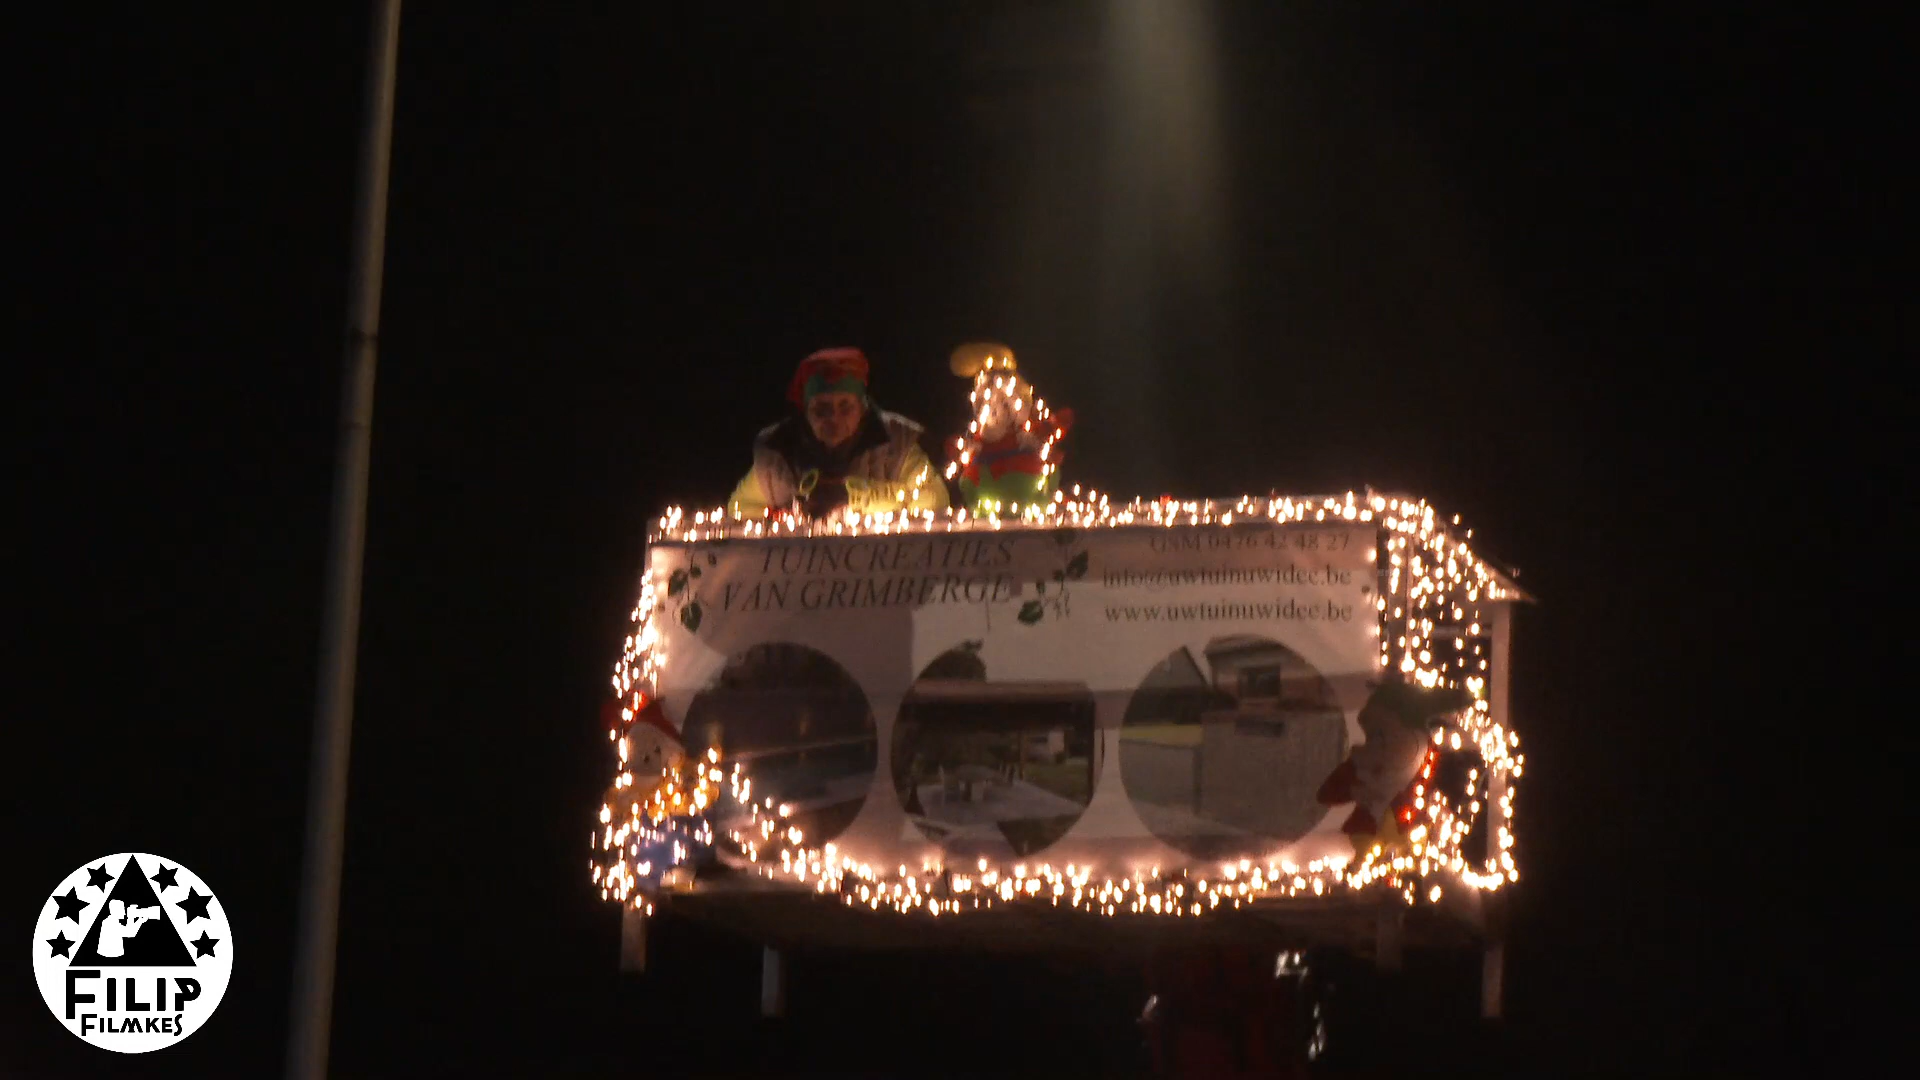 TUINCREATIES
VAN GRIMBERGE
GSM 0476 42 48 27
info@uwtuinuwidee.be
www.uwtuinuwidee.be
FILIP
FILMKES